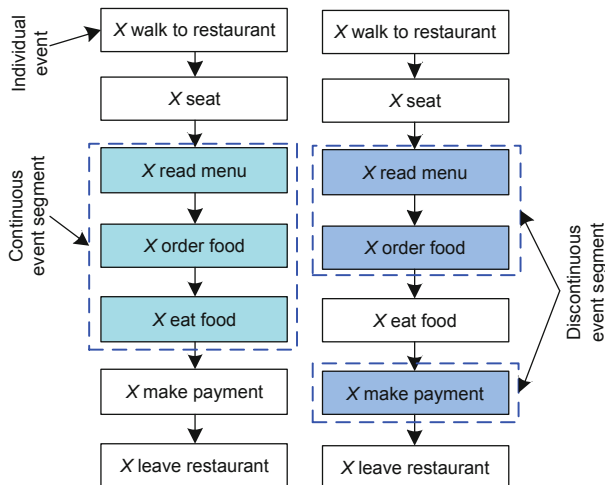 Individual
event
X walk to restaurant
X seat
Continuous
event segment
X read menu
X order food
X eat food
X make payment
X leave restaurant
X walk to restaurant
X seat
X read menu
X order food
X eat food
X make payment
X leave restaurant
Discontinuous
event segment